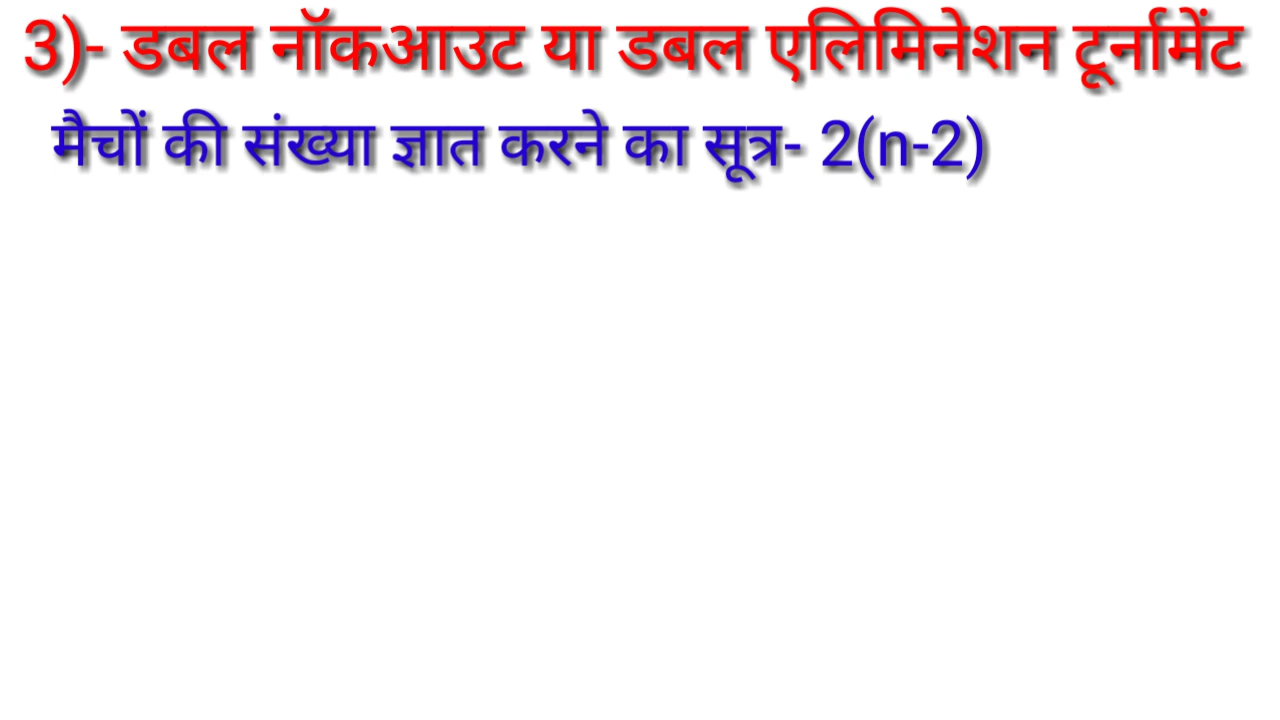 3)- डबल नॉकआउट या डबल एलिमिनेशन टूर्नामेंट
मैचों की संख्या ज्ञात करने का सूत्र- 2(n-2)